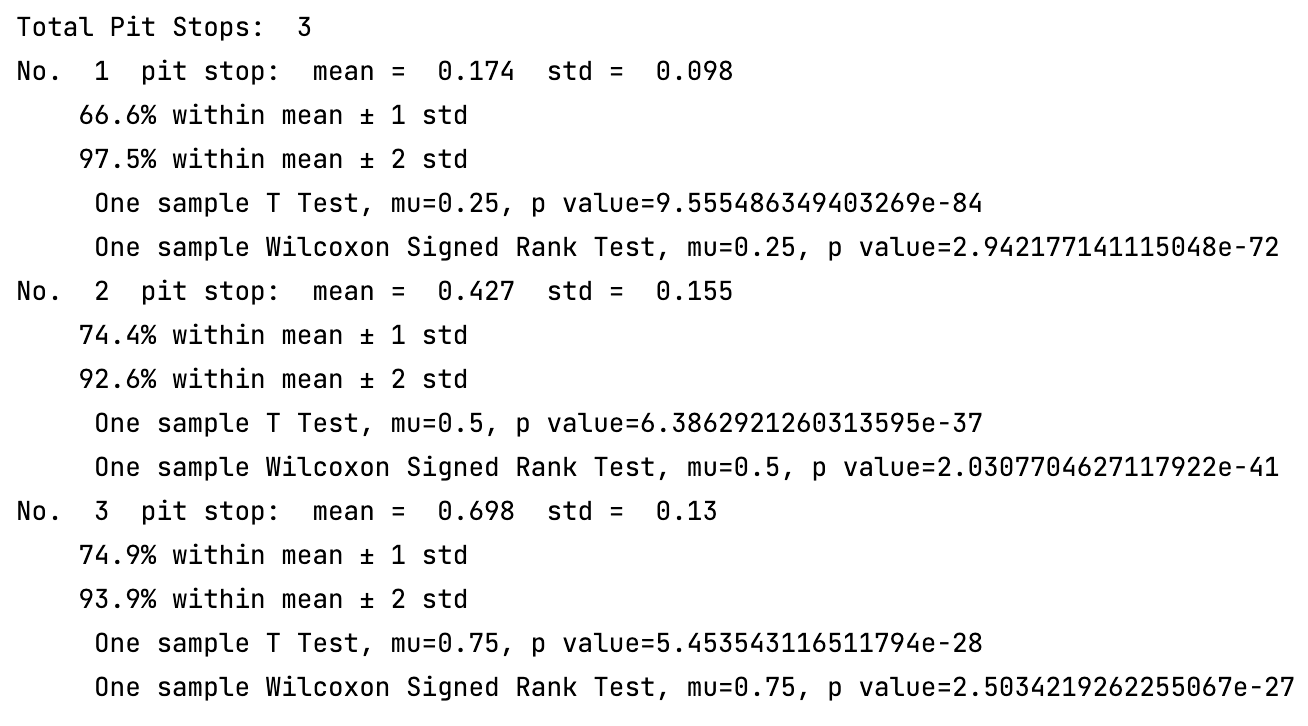 Total Pit Stops:  3
No.  1  pit stop:  mean =  0.174  std =  0.098
    66.6% within mean ± 1 std
    97.5% within mean ± 2 std
     One sample T Test, mu=0.25, p value=9.555486349403269e-84
     One sample Wilcoxon Signed Rank Test, mu=0.25, p value=2.942177141115048e-72
No.  2  pit stop:  mean =  0.427  std =  0.155
    74.4% within mean ± 1 std
    92.6% within mean ± 2 std
     One sample T Test, mu=0.5, p value=6.3862921260313595e-37
     One sample Wilcoxon Signed Rank Test, mu=0.5, p value=2.0307704627117922e-41
No.  3  pit stop:  mean =  0.698  std =  0.13
    74.9% within mean ± 1 std
    93.9% within mean ± 2 std
     One sample T Test, mu=0.75, p value=5.453543116511794e-28
     One sample Wilcoxon Signed Rank Test, mu=0.75, p value=2.5034219262255067e-27